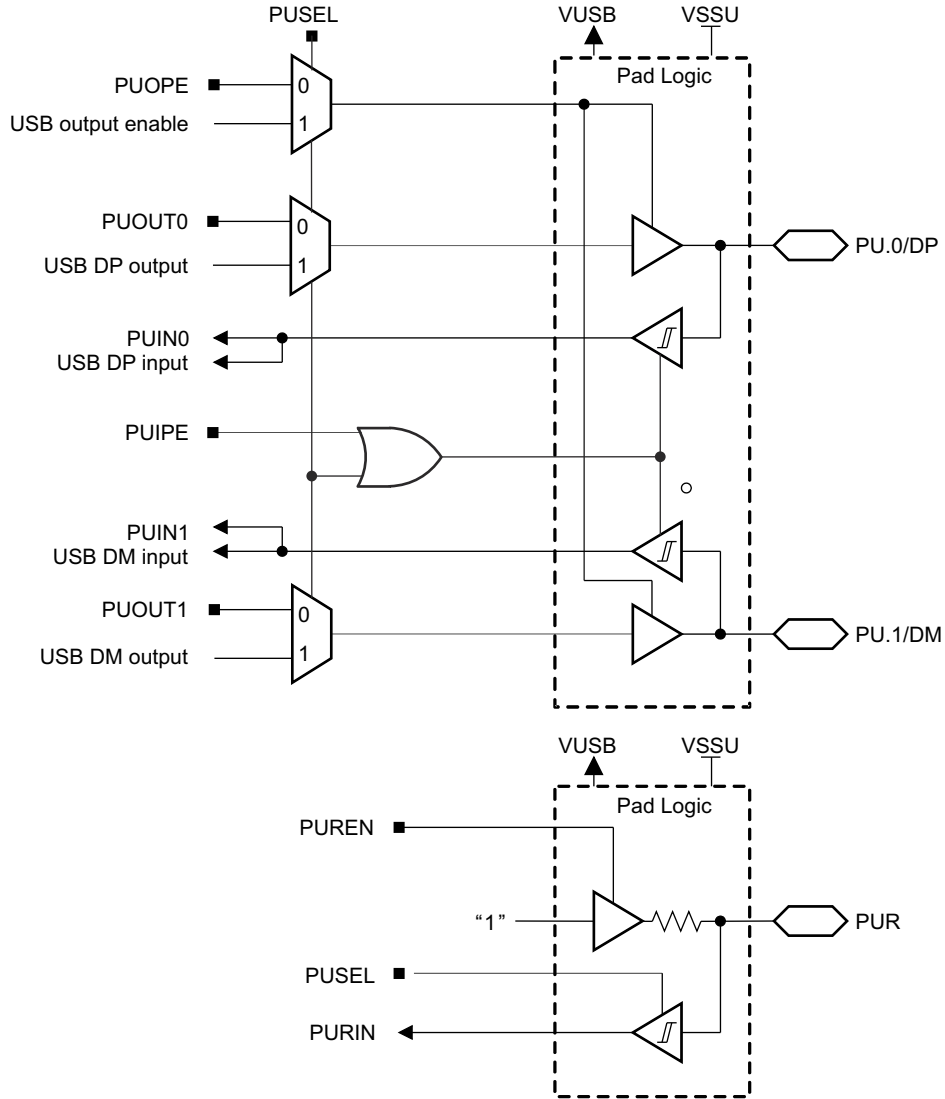 PUSEL
VUSB
VSSU
Pad Logic
PUOPE
0
USB output enable
1
PUOUT0
0
USB DP output
1
PU.0/DP
PUIN0
USB DP input
PUIPE
PUIN1
USB DM input
PUOUT1
0
USB DM output
1
PU.1/DM
VUSB
VSSU
Pad Logic
PUREN
“1”
PUR
PUSEL
PURIN